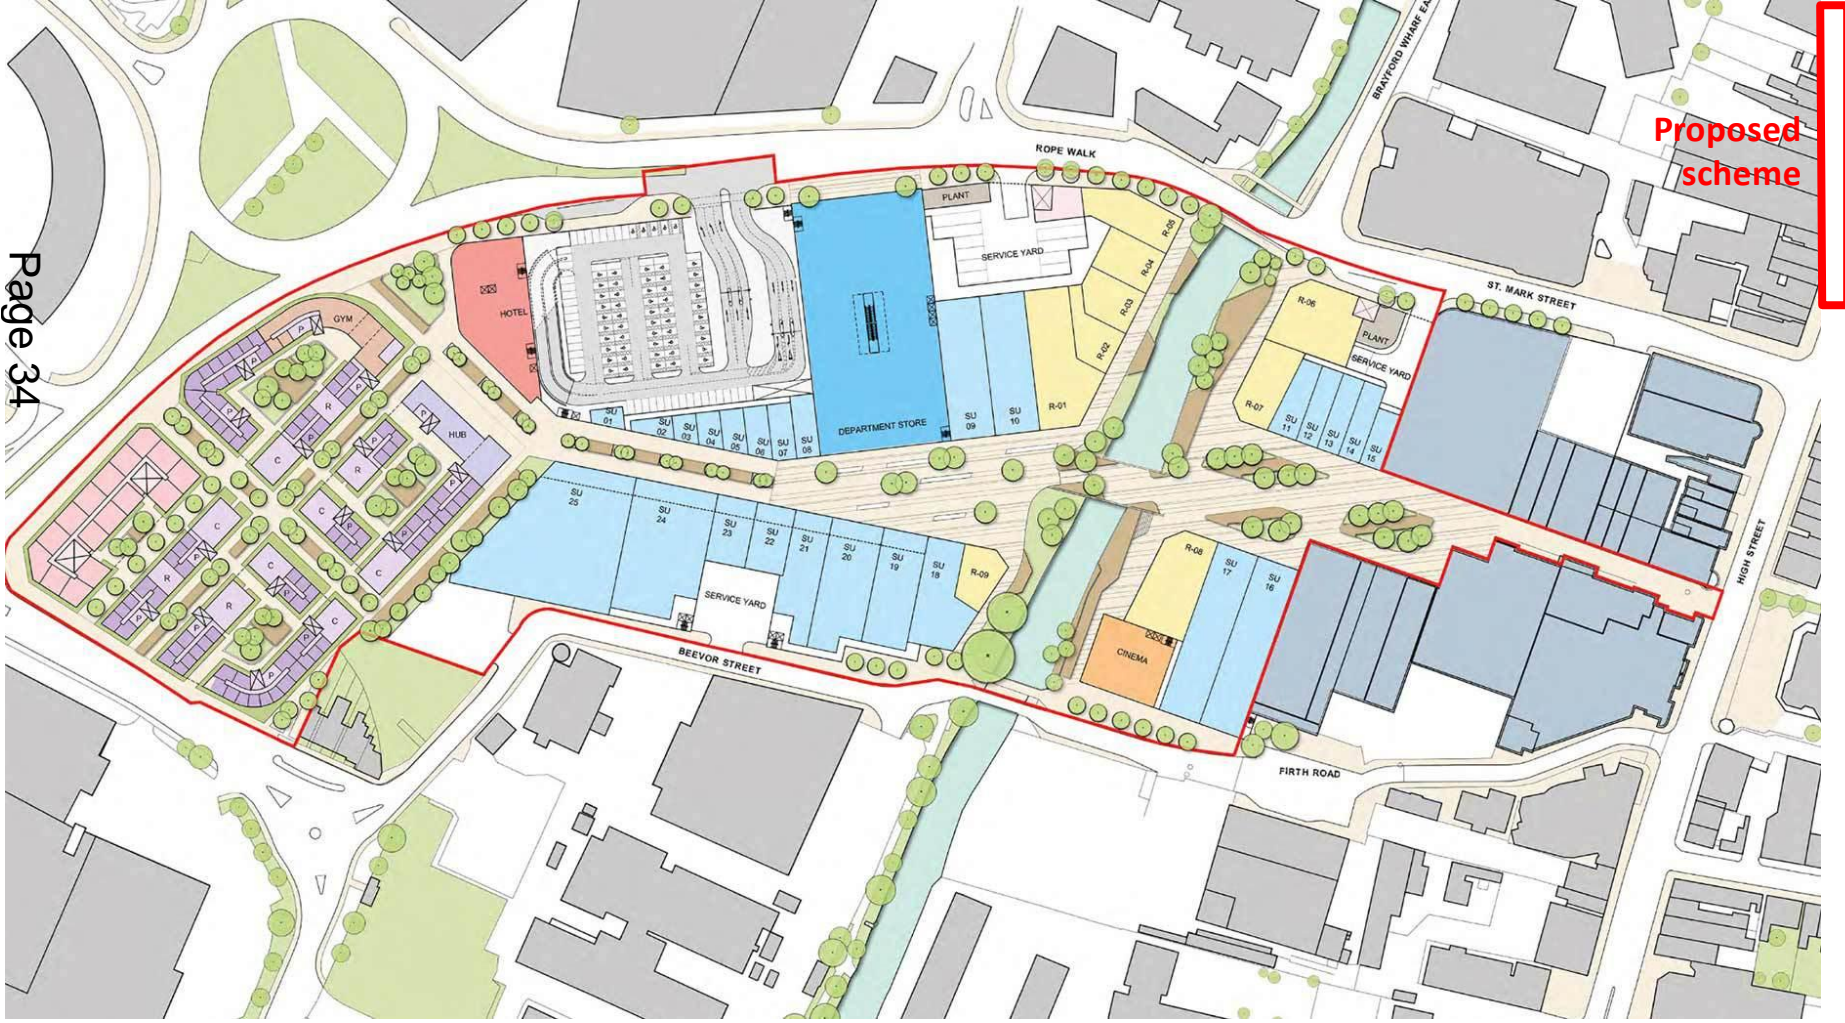 Proposed
scheme
Page 34
BRAYFORD WHARF EA
ROPE WALK
ST. MARK STREET
HIGH STREET
BEEVOR STREET
FIRTH ROAD
PLANT
SERVICE YARD
R-05
R-04
R-03
R-02
R-01
HOTEL
DEPARTMENT STORE
SU
01
SU
02
SU
03
SU
04
SU
05
SU
06
SU
07
SU
08
SU
09
SU
10
R-06
PLANT
SERVICE YARD
R-07
SU
11
SU
12
SU
13
SU
14
SU
15
GYM
HUB
P
P
P
P
R
P
P
R
P
C
P
C
C
P
C
P
C
P
R
P
R
P
C
P
SU
25
SU
24
SU
23
SU
22
SU
21
SU
20
SU
19
SU
18
R-09
SERVICE YARD
R-08
SU
17
SU
16
CINEMA